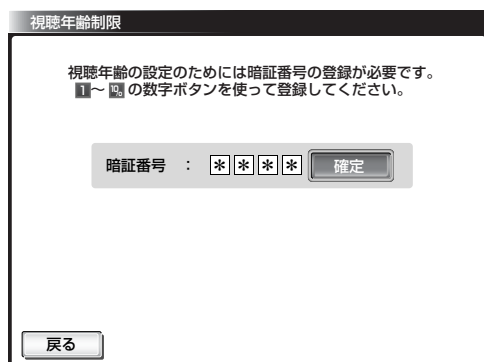 視聴年齢制限
視聴年齢の設定のためには暗証番号の登録が必要です。
1～10/0の数字ボタンを使って登録してください。
暗証番号 ： ＊＊＊＊ 確定
戻る